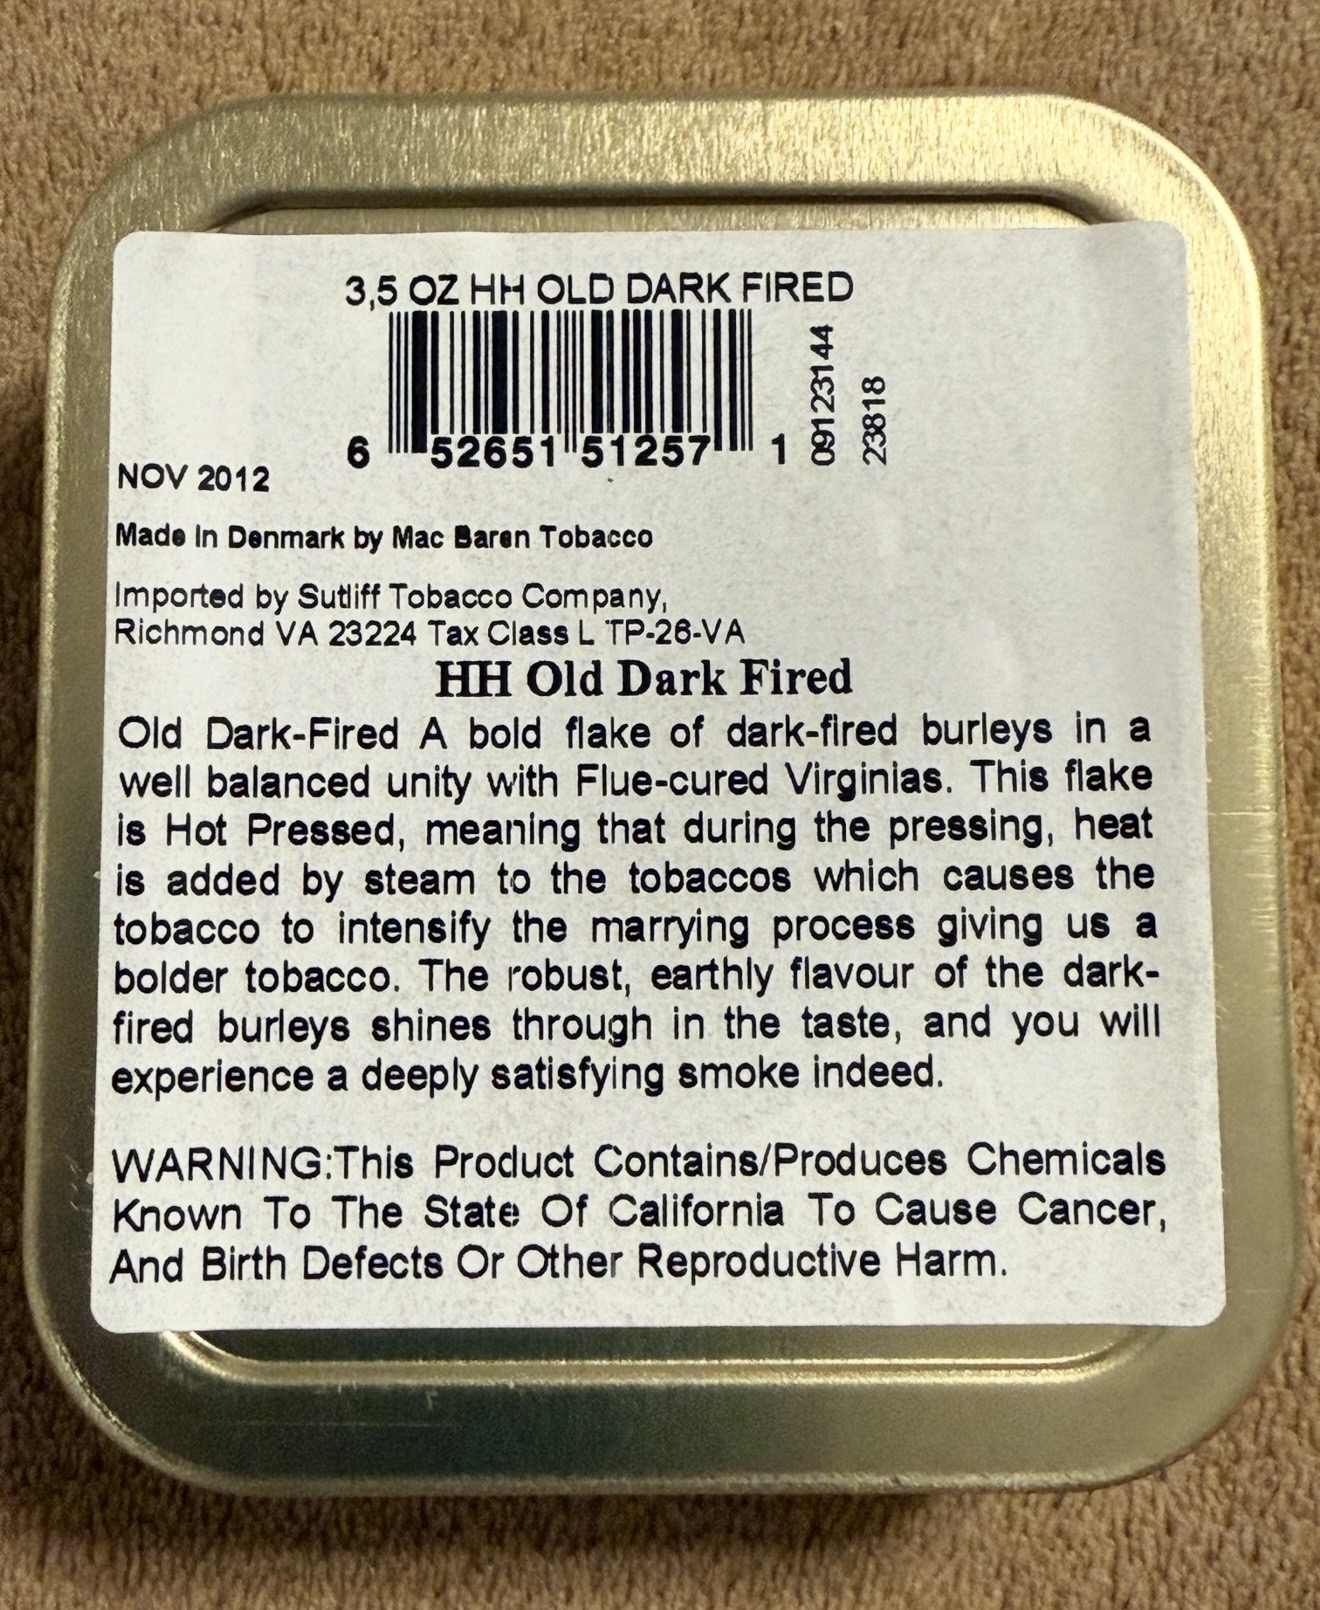 3,5 OZ HH OLD DARK FIRED
6 52651 51257 1
09123144
23818
NOV 2012
Made In Denmark by Mac Baren Tobacco
Imported by Sutliff Tobacco Company,
Richmond VA 23224 Tax Class L TP-26-VA
HH Old Dark Fired
Old Dark-Fired A bold flake of dark-fired burleys in a
well balanced unity with Flue-cured Virginias. This flake
is Hot Pressed, meaning that during the pressing, heat
is added by steam to the tobaccos which causes the
tobacco to intensify the marrying process giving us a
bolder tobacco. The robust, earthly flavour of the dark-
fired burleys shines through in the taste, and you will
experience a deeply satisfying smoke indeed.
WARNING:This Product Contains/Produces Chemicals
Known To The State Of California To Cause Cancer,
And Birth Defects Or Other Reproductive Harm.